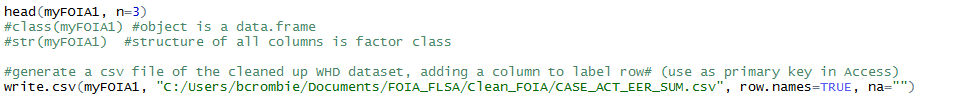 head(myFOIA1, n=3)
#class(myFOIA1) #object is a data.frame
#str(myFOIA1)  #structure of all columns is factor class

#generate a csv file of the cleaned up WHD dataset, adding a column to label row# (use as primary key in Access)
write.csv(myFOIA1, "C:/Users/bcrombie/Documents/FOIA_FLSA/Clean_FOIA/CASE_ACT_EER_SUM.csv", row.names=TRUE, na="")